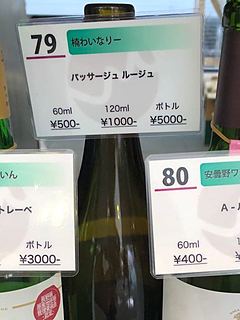 79 楠わいなりー
パッサージュ ルージュ
60ml 120ml ボトル
¥500- ¥1000- ¥5000-
いん
トレーベ
ボトル
¥3000-
80 安曇野ワ
A-
60ml
¥400-